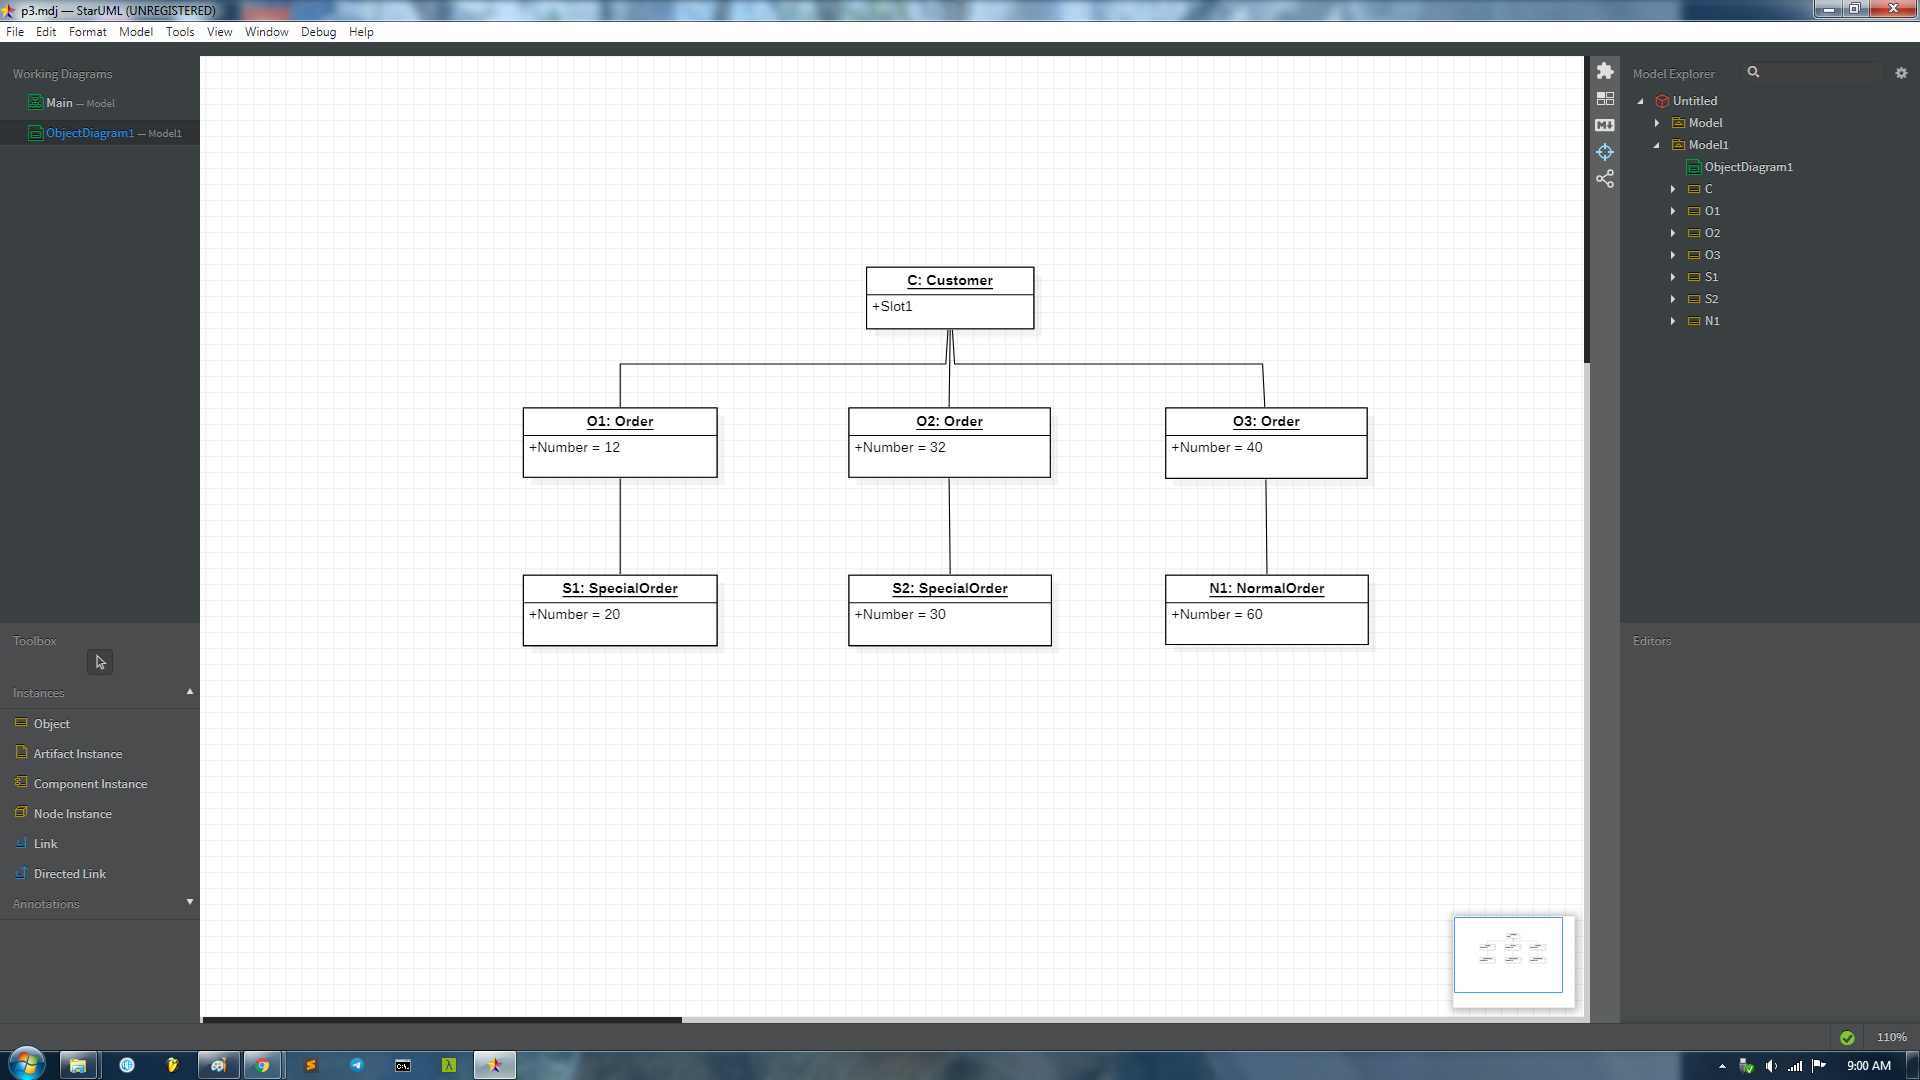 p3.mdj — StarUML (UNREGISTERED)
File Edit Format Model Tools View Window Debug Help
Working Diagrams
Main — Model
ObjectDiagram1 — Model1
Toolbox
Instances
Object
Artifact Instance
Component Instance
Node Instance
Link
Directed Link
Annotations
C: Customer
+Slot1
O1: Order
+Number = 12
O2: Order
+Number = 32
O3: Order
+Number = 40
S1: SpecialOrder
+Number = 20
S2: SpecialOrder
+Number = 30
N1: NormalOrder
+Number = 60
Model Explorer
Untitled
Model
Model1
ObjectDiagram1
C
O1
O2
O3
S1
S2
N1
Editors
110%
9:00 AM